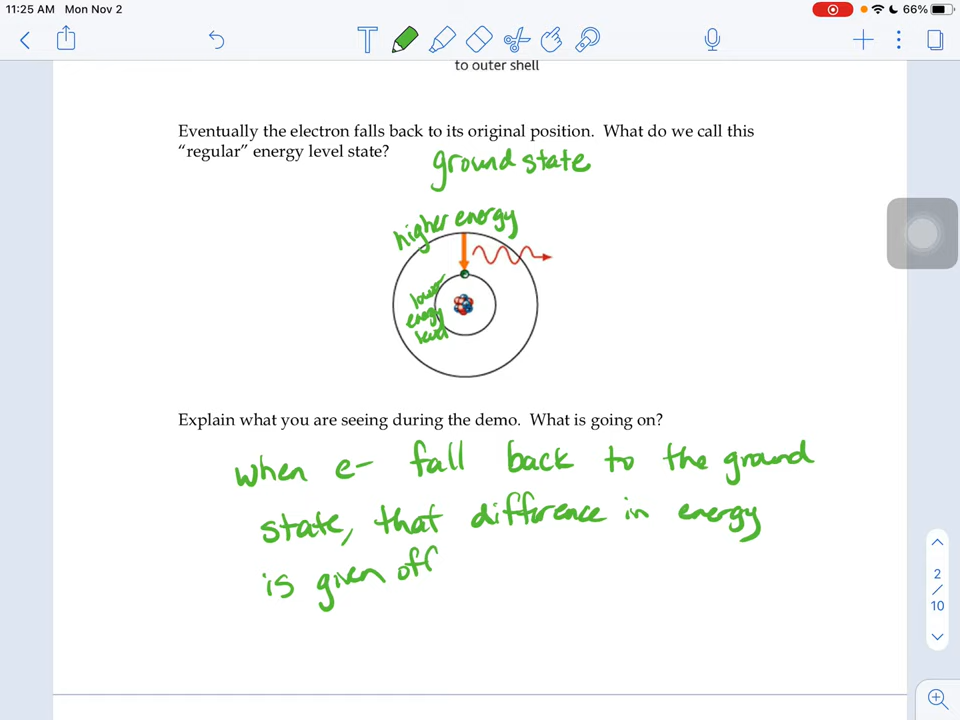 11:25 AM Mon Nov 2
66%
T
to outer shell
Eventually the electron falls back to its original position. What do we call this
“regular” energy level state?
ground state
higher energy
lower
energy
level
Explain what you are seeing during the demo. What is going on?
when e- fall back to the ground
state, that difference in energy
is given off
2
/
10